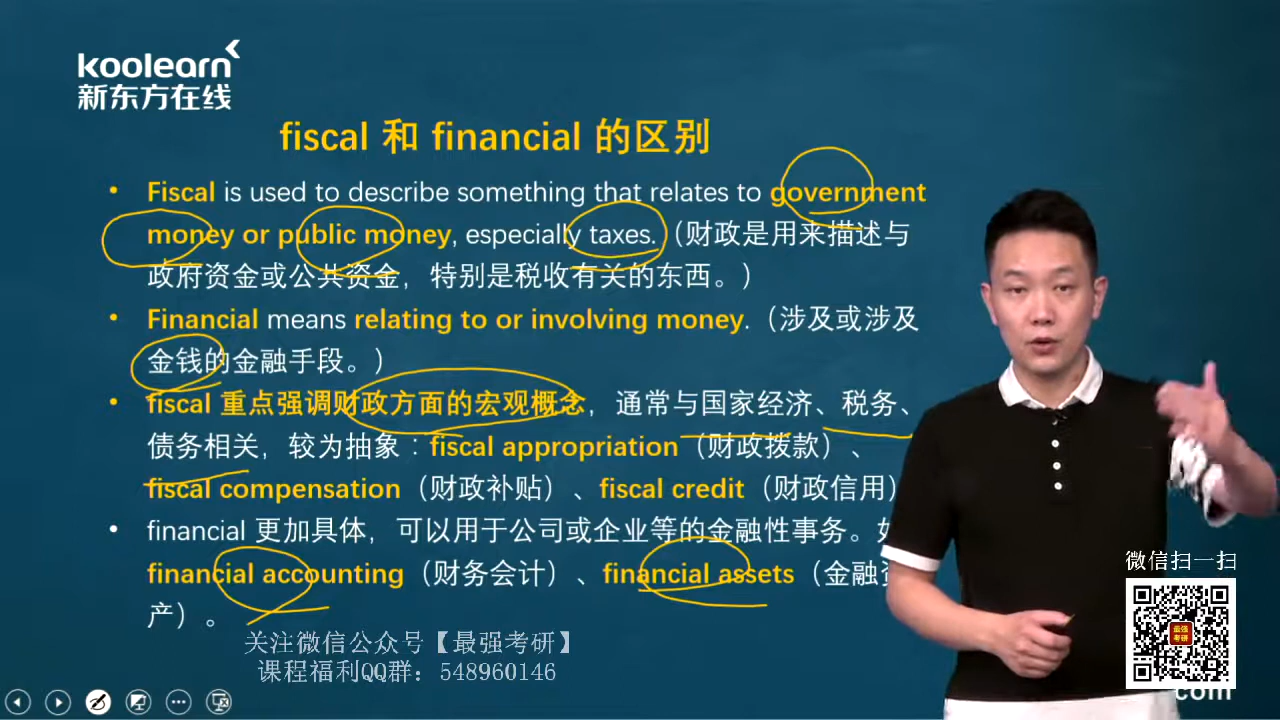 koolearn
新东方在线
fiscal 和 financial 的区别
• Fiscal is used to describe something that relates to government
money or public money, especially taxes.（财政是用来描述与
政府资金或公共资金，特别是税收有关的东西。）
• Financial means relating to or involving money.（涉及或涉及
金钱的金融手段。）
• fiscal 重点强调财政方面的宏观概念，通常与国家经济、税务、
债务相关，较为抽象：fiscal appropriation（财政拨款）、
fiscal compensation（财政补贴）、fiscal credit（财政信用）
• financial 更加具体，可以用于公司或企业等的金融性事务。如
financial accounting（财务会计）、financial assets（金融资
产）。
关注微信公众号【最强考研】
课程福利QQ群：548960146
微信扫一扫
最强
考研
com